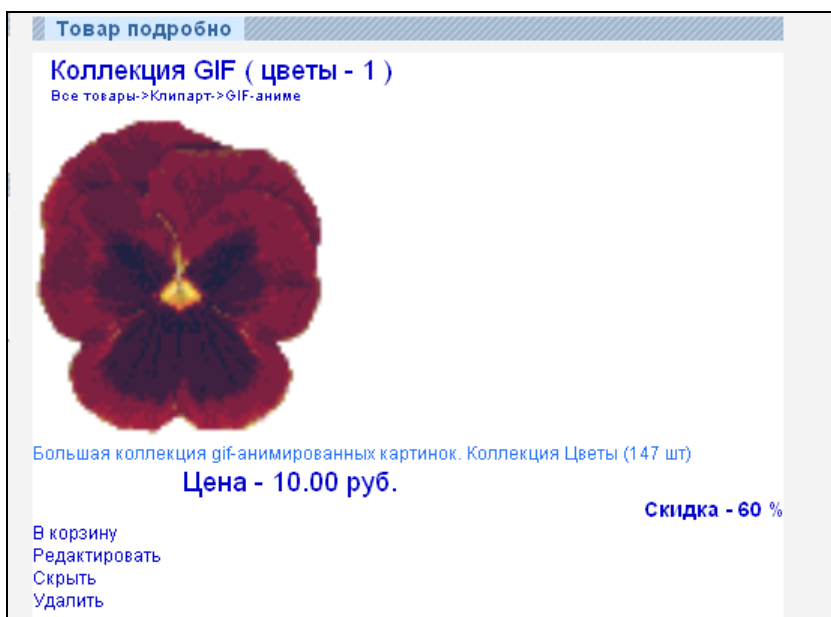 Товар подробно
Коллекция GIF ( цветы - 1 )
Все товары->Клипарт->GIF-аниме
Большая коллекция gif-анимированных картинок. Коллекция Цветы (147 шт)
Цена - 10.00 руб.
Скидка - 60 %
В корзину
Редактировать
Скрыть
Удалить